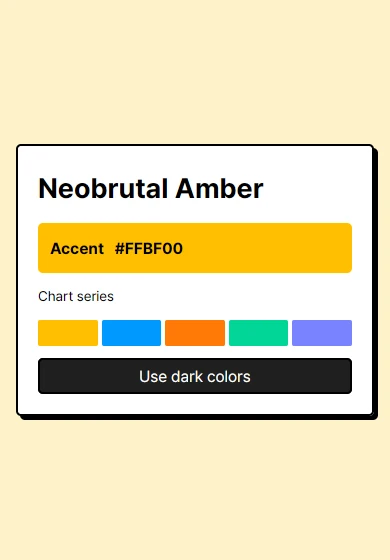 Neobrutal Amber
Accent #FFBF00
Chart series
Use dark colors